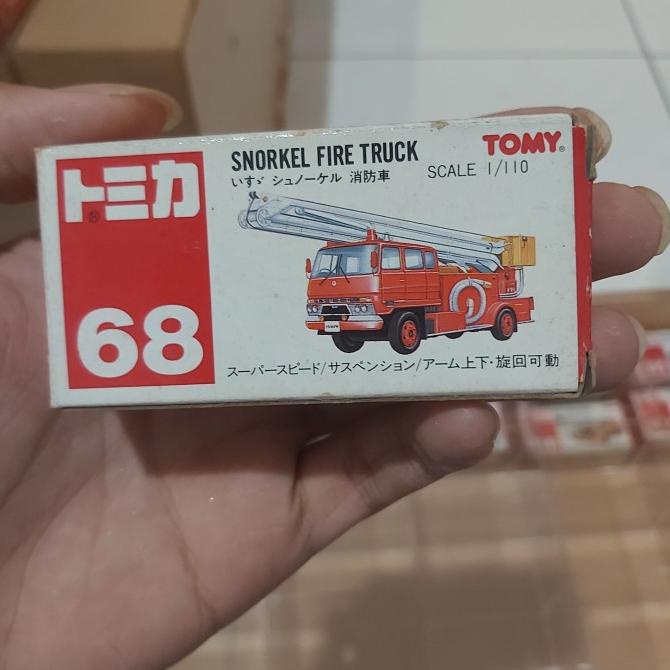 トミカ®
68
SNORKEL FIRE TRUCK
いすゞ シュノーケル 消防車
SCALE 1/110
TOMY®
スーパースピード/サスペンション/アーム上下・旋回可動